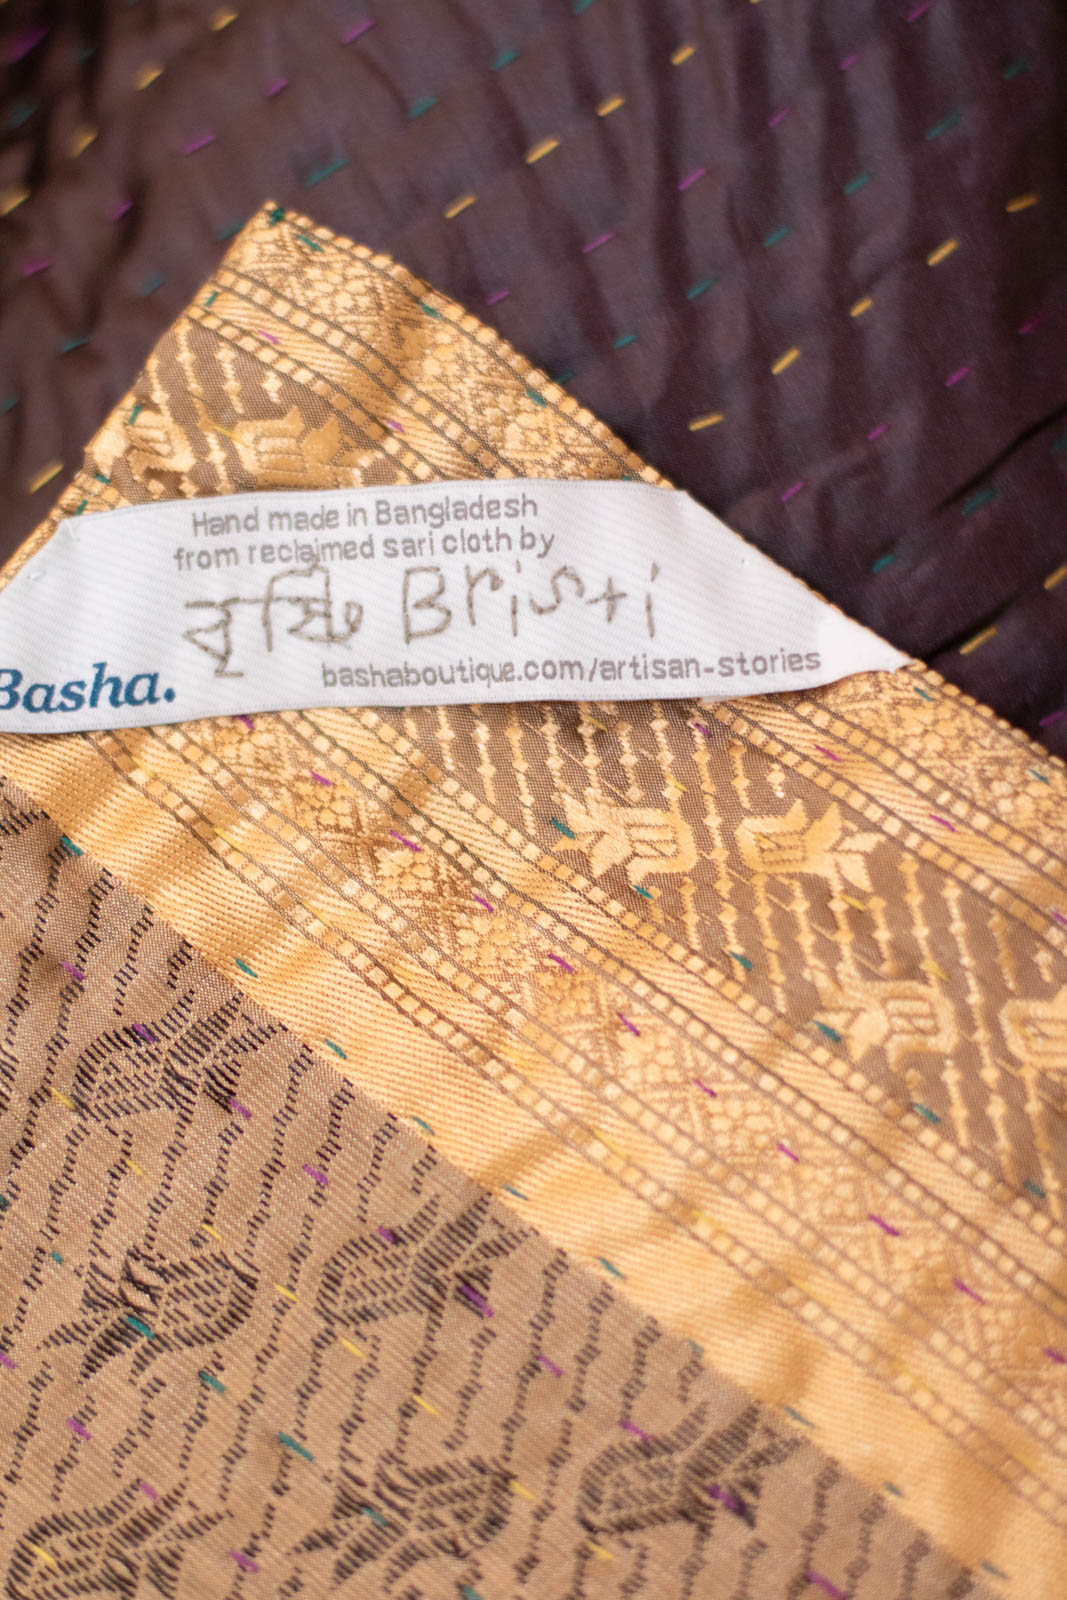 Hand made in Bangladesh
from reclaimed sari cloth by
বৃষ্টি Bristi
bashaboutique.com/artisan-stories
Basha.